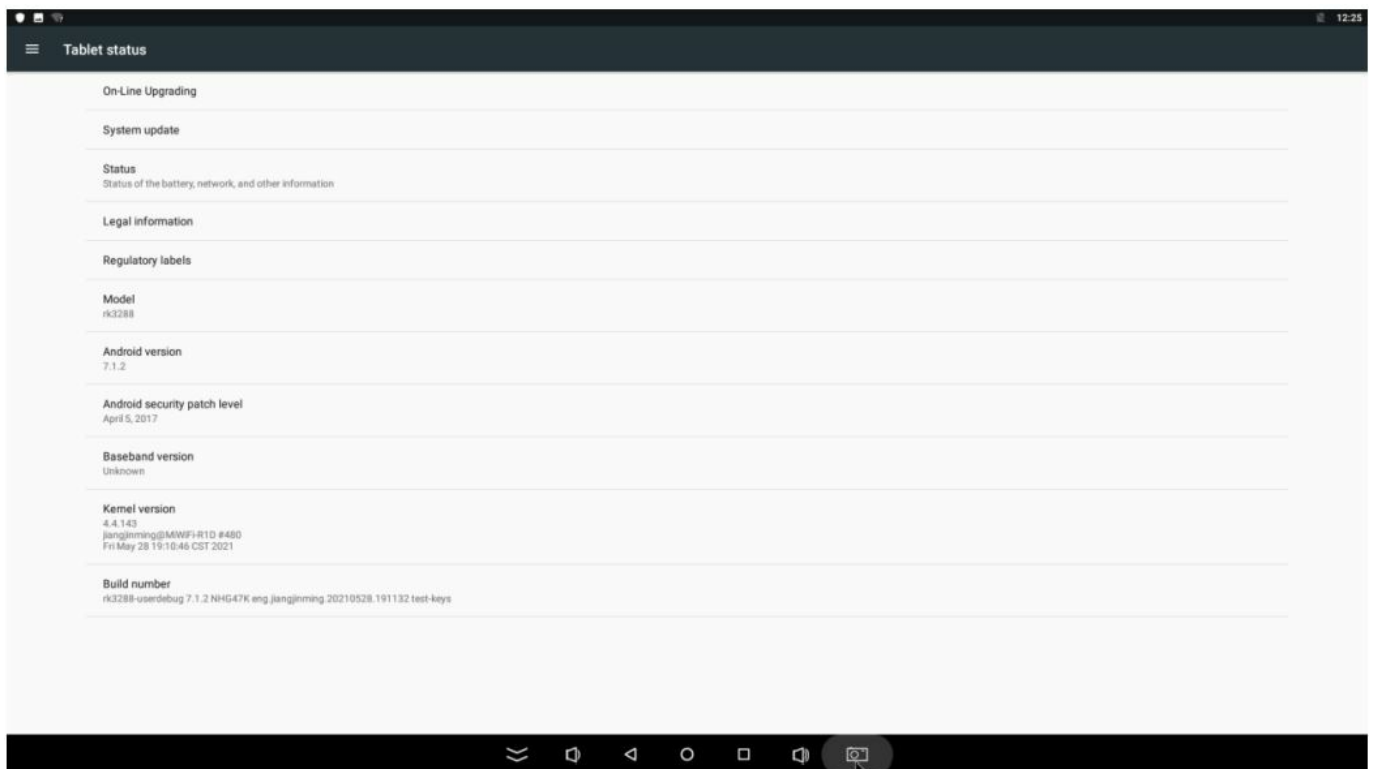 12:25
Tablet status
On-Line Upgrading
System update
Status
Status of the battery, network, and other information
Legal information
Regulatory labels
Model
rk3288
Android version
7.1.2
Android security patch level
April 5, 2017
Baseband version
Unknown
Kernel version
4.4.143
jiangjinming@MiWiFi-R1D #480
Fri May 28 19:10:46 CST 2021
Build number
rk3288-userdebug 7.1.2 NHG47K eng.jiangjinming.20210528.191132 test-keys